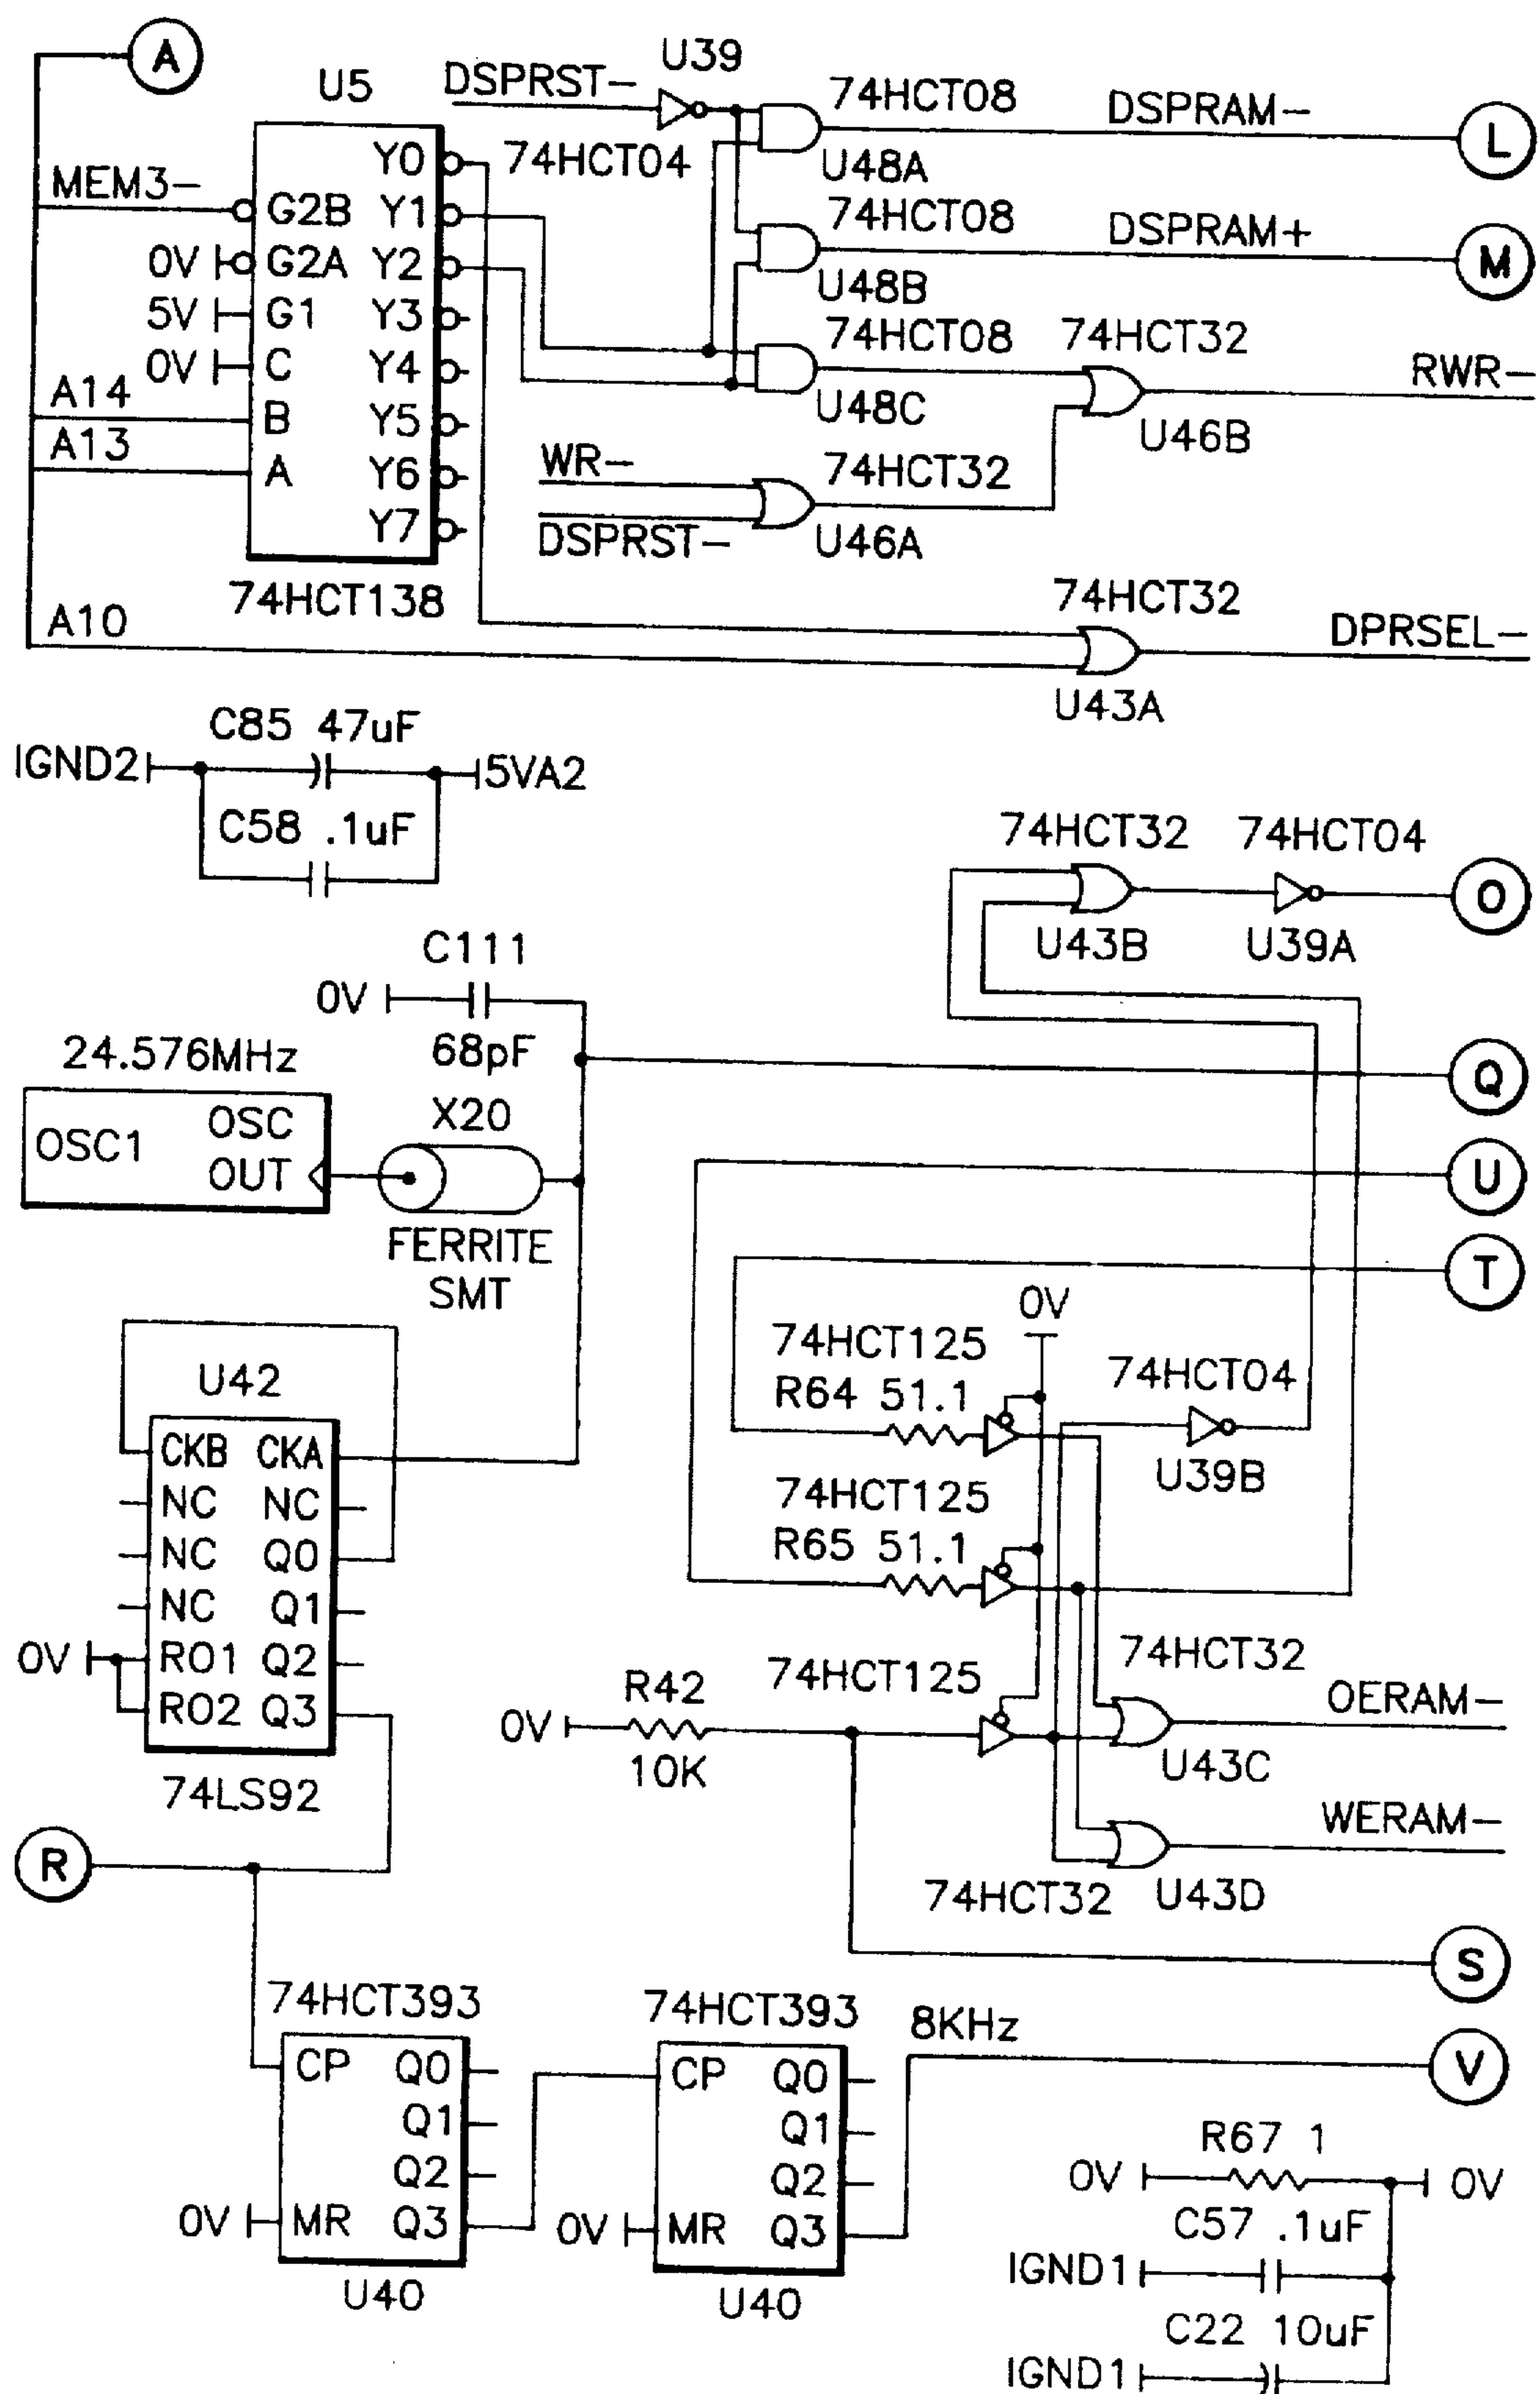 A
U39
U5
DSPRST-
74HCT08
DSPRAM-
L
Y0
74HCT04
U48A
MEM3-
G2B Y1
74HCT08
DSPRAM+
M
0V G2A Y2
U48B
5V G1 Y3
74HCT08
74HCT32
0V C Y4
RWR-
A14
B Y5
U48C
U46B
A13
A Y6
WR-
74HCT32
Y7
DSPRST-
U46A
74HCT138
74HCT32
A10
DPRSEL-
U43A
C85 47uF
IGND2
5VA2
C58 .1uF
74HCT32
74HCT04
O
U43B
U39A
C111
0V
68pF
24.576MHz
Q
X20
OSC1
OSC
OUT
U
FERRITE
SMT
T
0V
74HCT125
74HCT04
U42
R64 51.1
CKB CKA
U39B
NC NC
74HCT125
NC Q0
R65 51.1
NC Q1
0V RO1 Q2
74HCT32
RO2 Q3
R42
74HCT125
OERAM-
0V
10K
U43C
74LS92
WERAM-
R
74HCT32
U43D
S
74HCT393
74HCT393
8KHz
V
CP Q0
CP Q0
Q1
Q1
Q2
Q2
R67 1
0V
0V
0V MR Q3
0V MR Q3
C57 .1uF
IGND1
U40
U40
C22 10uF
IGND1